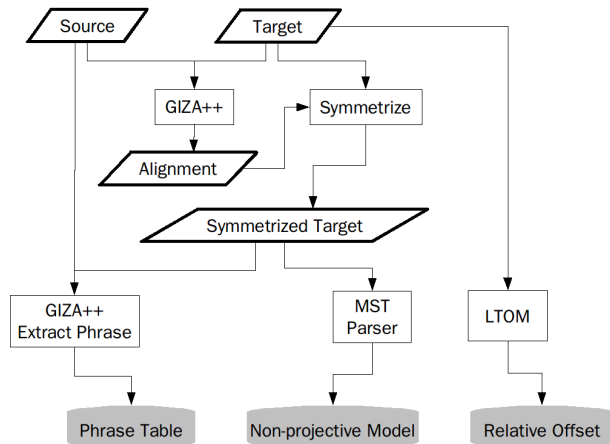 Source
Target
GIZA++
Symmetrize
Alignment
Symmetrized Target
GIZA++
Extract Phrase
MST
Parser
LTOM
Phrase Table
Non-projective Model
Relative Offset